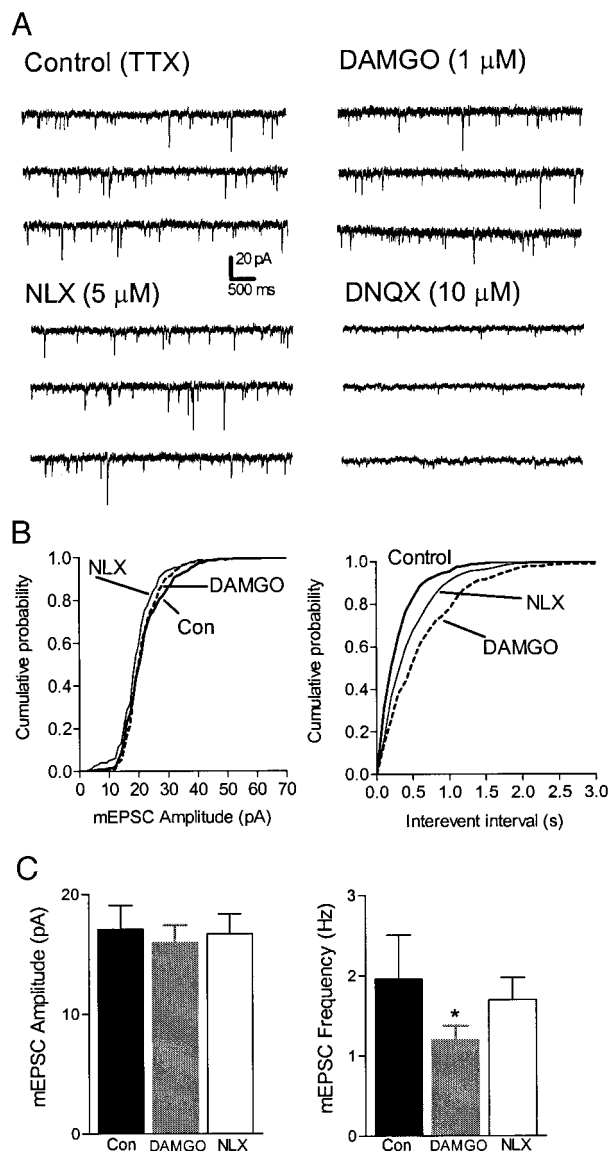 A
Control (TTX)
DAMGO (1 μM)
20 pA
500 ms
NLX (5 μM)
DNQX (10 μM)
B
Cumulative probability
1.0
0.8
0.6
0.4
0.2
0.0
NLX
DAMGO
Con
0 10 20 30 40 50 60 70
mEPSC Amplitude (pA)
Cumulative probability
1.0
0.8
0.6
0.4
0.2
0.0
Control
NLX
DAMGO
0.0 0.5 1.0 1.5 2.0 2.5 3.0
Interevent interval (s)
C
mEPSC Amplitude (pA)
20
10
0
Con DAMGO NLX
mEPSC Frequency (Hz)
3
2
1
0
*
Con DAMGO NLX